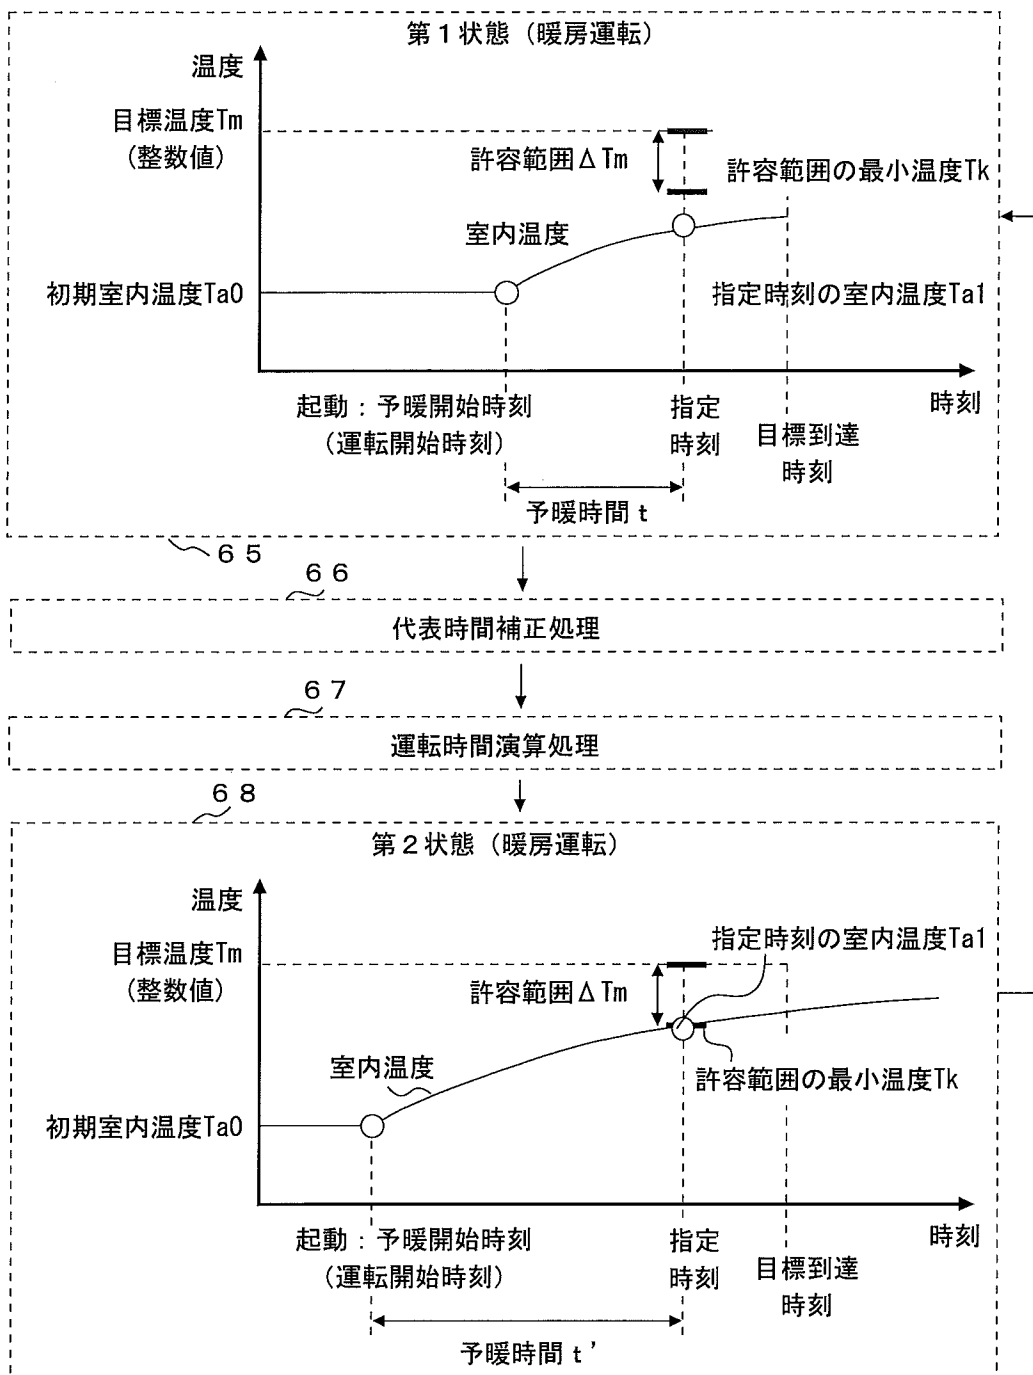 第１状態（暖房運転）
温度
目標温度Tm
（整数値）
許容範囲ΔTm
許容範囲の最小温度Tk
室内温度
初期室内温度Ta0
指定時刻の室内温度Ta1
起動：予暖開始時刻
（運転開始時刻）
指定
時刻
目標到達
時刻
時刻
予暖時間 t
６５
６６
代表時間補正処理
６７
運転時間演算処理
６８
第２状態（暖房運転）
温度
指定時刻の室内温度Ta1
目標温度Tm
（整数値）
許容範囲ΔTm
室内温度
許容範囲の最小温度Tk
初期室内温度Ta0
起動：予暖開始時刻
（運転開始時刻）
指定
時刻
目標到達
時刻
時刻
予暖時間 t'